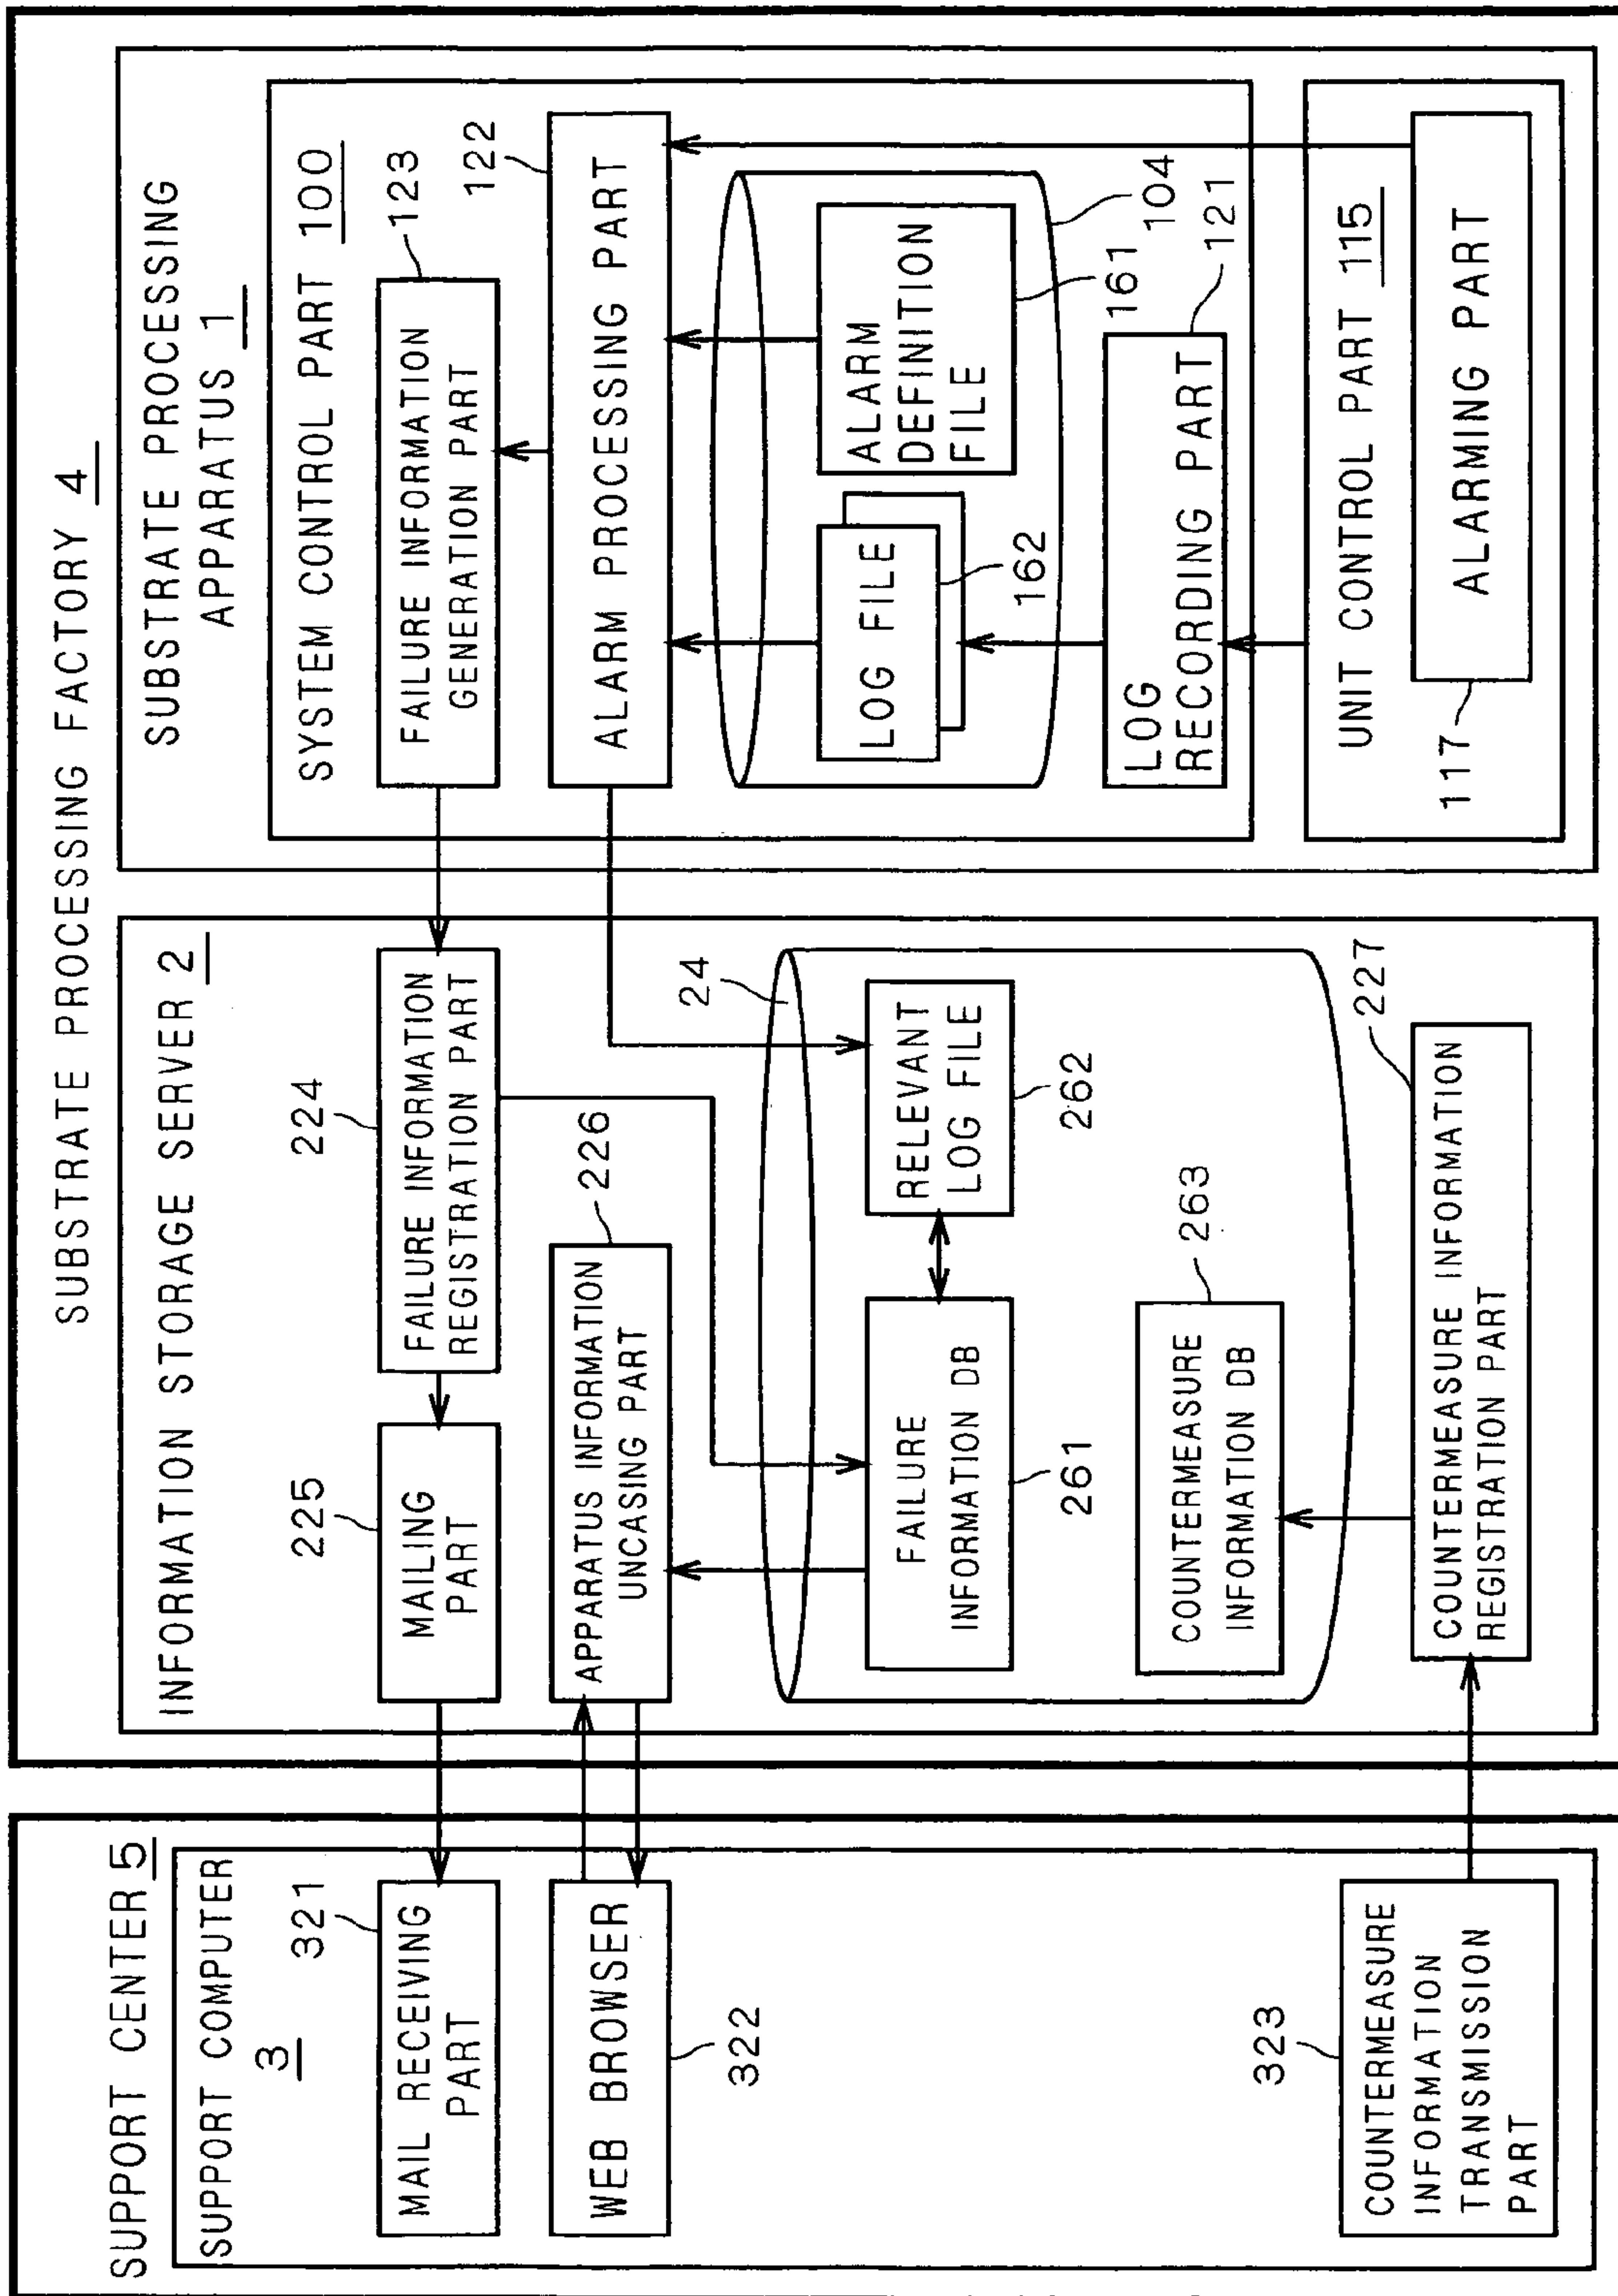 SUPPORT CENTER 5
SUPPORT COMPUTER
3
321
MAIL RECEIVING
PART
WEB BROWSER
322
323
COUNTERMEASURE
INFORMATION
TRANSMISSION
PART
SUBSTRATE PROCESSING FACTORY 4
INFORMATION STORAGE SERVER 2
225
MAILING
PART
224
FAILURE INFORMATION
REGISTRATION PART
APPARATUS INFORMATION
UNCASING PART
226
24
FAILURE
INFORMATION DB
261
RELEVANT
LOG FILE
262
COUNTERMEASURE
INFORMATION DB
263
227
COUNTERMEASURE INFORMATION
REGISTRATION PART
SUBSTRATE PROCESSING
APPARATUS 1
SYSTEM CONTROL PART 100
FAILURE INFORMATION
GENERATION PART
123
122
ALARM PROCESSING PART
LOG FILE
162
ALARM
DEFINITION
FILE
161
104
LOG
RECORDING PART
121
UNIT CONTROL PART 115
117
ALARMING PART